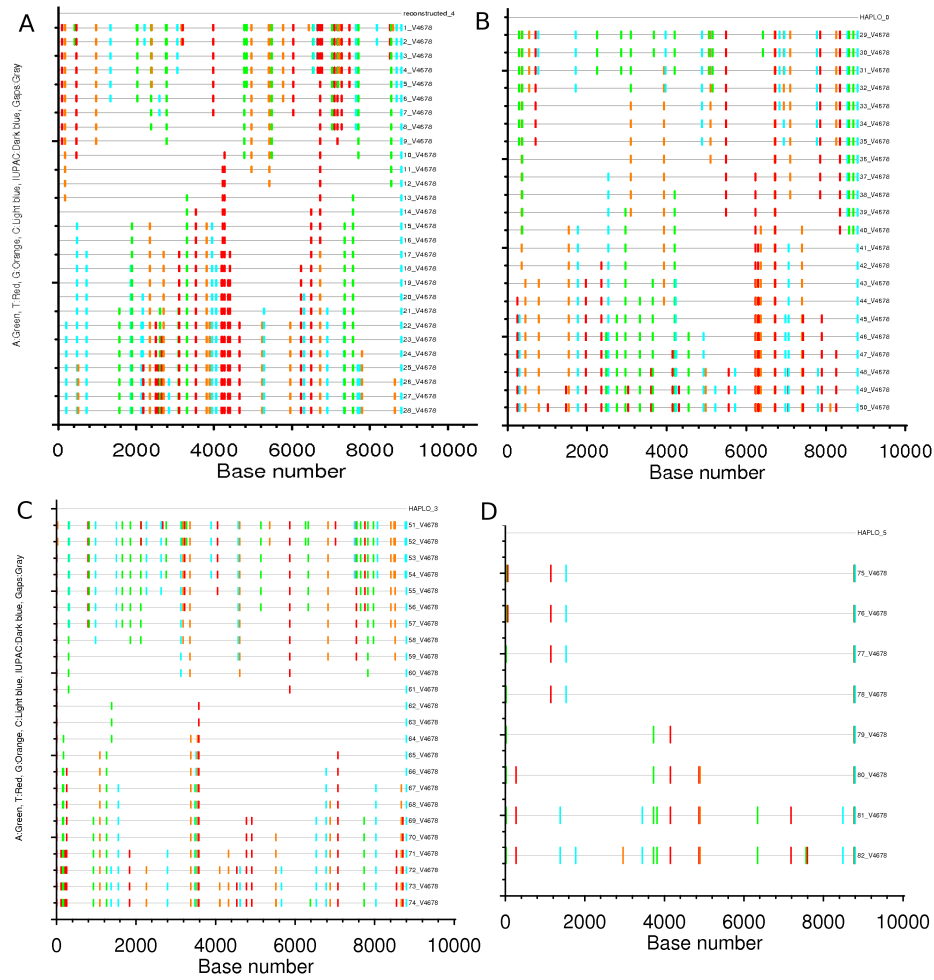 A
reconstructed_4
1_V4678
2_V4678
3_V4678
4_V4678
5_V4678
6_V4678
7_V4678
8_V4678
9_V4678
10_V4678
11_V4678
12_V4678
13_V4678
14_V4678
15_V4678
16_V4678
17_V4678
18_V4678
19_V4678
20_V4678
21_V4678
22_V4678
23_V4678
24_V4678
25_V4678
26_V4678
27_V4678
28_V4678
A:Green, T:Red, G:Orange, C:Light blue, IUPAC:Dark blue, Gaps:Gray
0 2000 4000 6000 8000 10000
Base number
B
HAPLO_0
29_V4678
30_V4678
31_V4678
32_V4678
33_V4678
34_V4678
35_V4678
36_V4678
37_V4678
38_V4678
39_V4678
40_V4678
41_V4678
42_V4678
43_V4678
44_V4678
45_V4678
46_V4678
47_V4678
48_V4678
49_V4678
50_V4678
0 2000 4000 6000 8000 10000
Base number
C
HAPLO_3
51_V4678
52_V4678
53_V4678
54_V4678
55_V4678
56_V4678
57_V4678
58_V4678
59_V4678
60_V4678
61_V4678
62_V4678
63_V4678
64_V4678
65_V4678
66_V4678
67_V4678
68_V4678
69_V4678
70_V4678
71_V4678
72_V4678
73_V4678
74_V4678
A:Green, T:Red, G:Orange, C:Light blue, IUPAC:Dark blue, Gaps:Gray
0 2000 4000 6000 8000 10000
Base number
D
HAPLO_5
75_V4678
76_V4678
77_V4678
78_V4678
79_V4678
80_V4678
81_V4678
82_V4678
0 2000 4000 6000 8000 10000
Base number